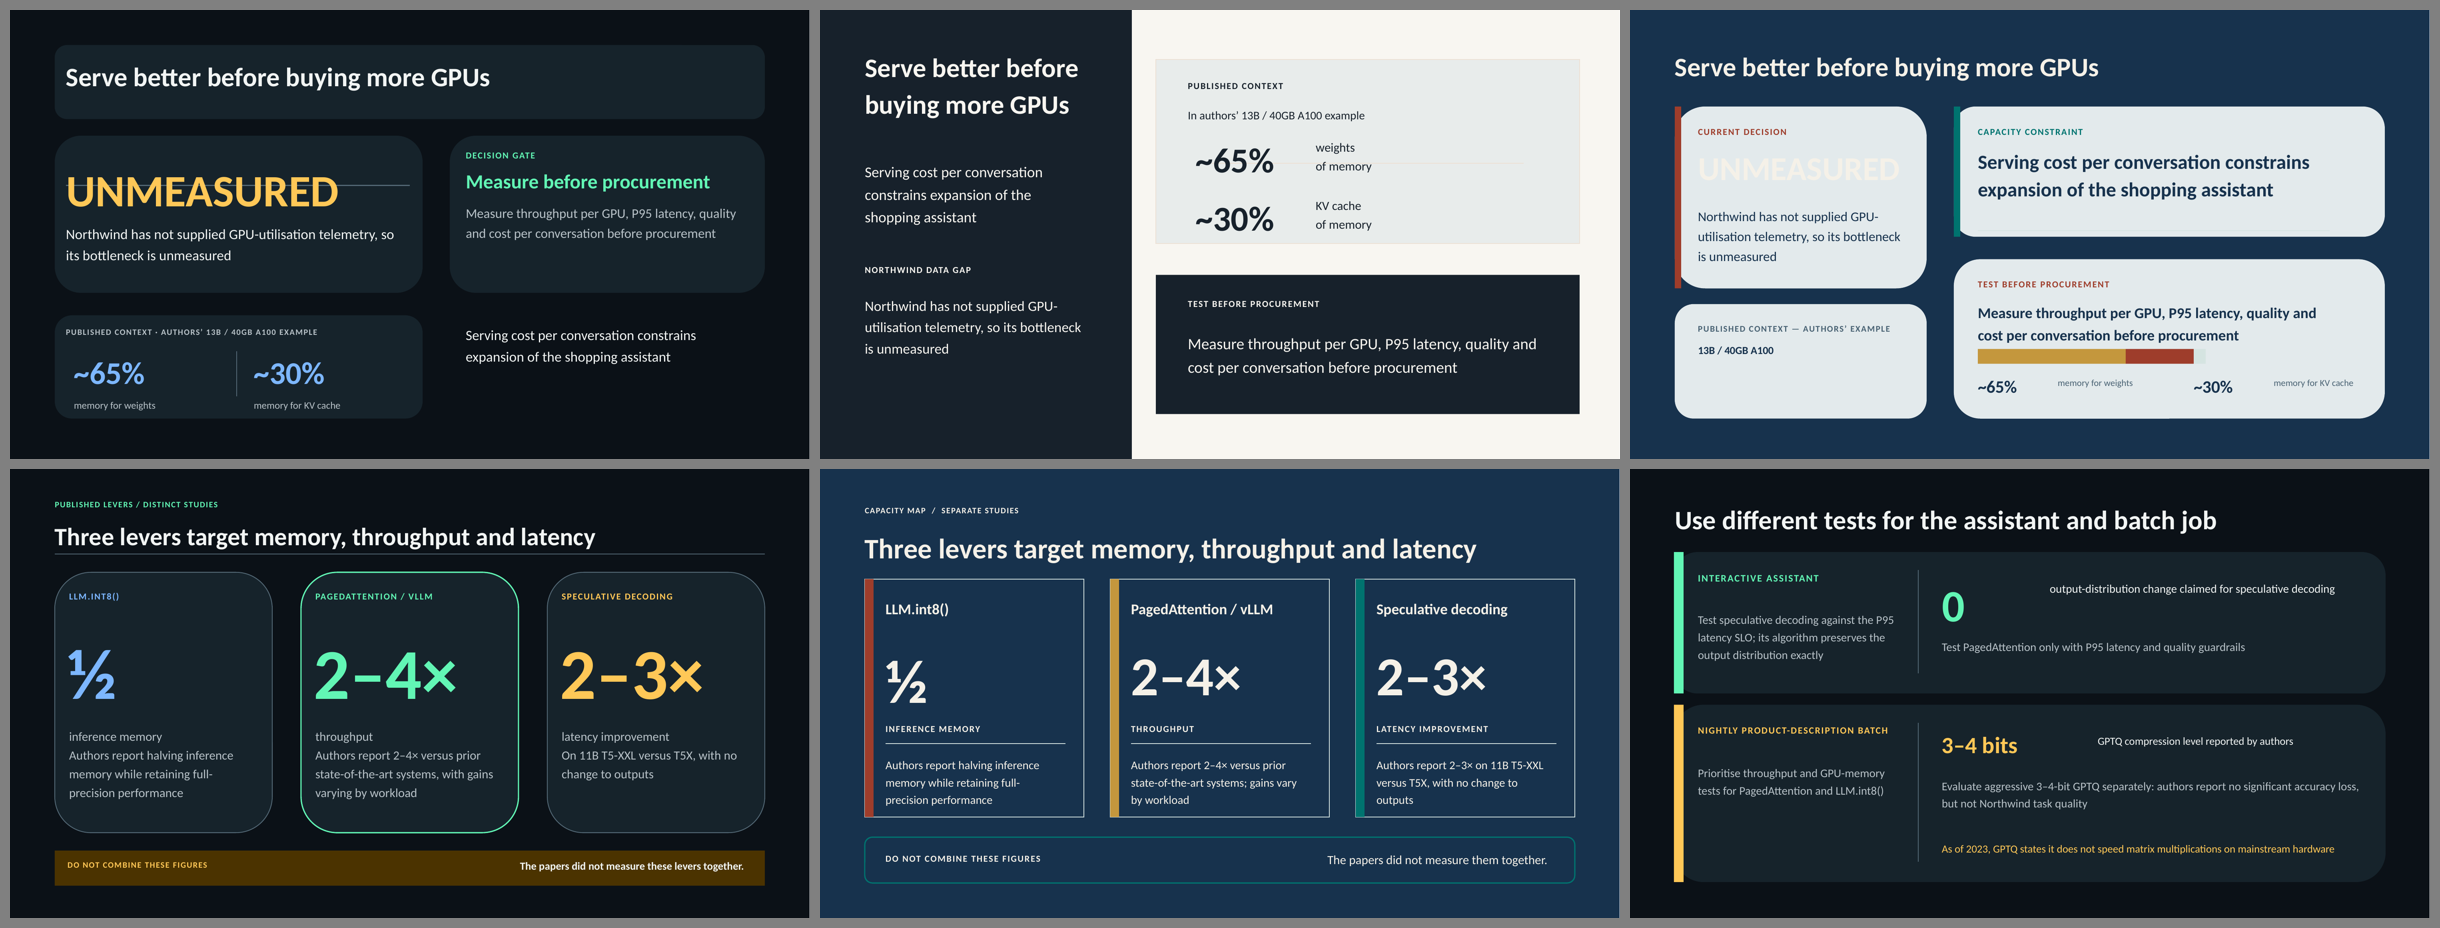 Serve better before buying more GPUs
UNMEASURED
Northwind has not supplied GPU-utilisation telemetry, so
its bottleneck is unmeasured
DECISION GATE
Measure before procurement
Measure throughput per GPU, P95 latency, quality
and cost per conversation before procurement
PUBLISHED CONTEXT · AUTHORS' 13B / 40GB A100 EXAMPLE
~65%
memory for weights
~30%
memory for KV cache
Serving cost per conversation constrains
expansion of the shopping assistant
Serve better before
buying more GPUs
Serving cost per conversation
constrains expansion of the
shopping assistant
NORTHWIND DATA GAP
Northwind has not supplied GPU-
utilisation telemetry, so its bottleneck
is unmeasured
PUBLISHED CONTEXT
In authors' 13B / 40GB A100 example
~65%
weights
of memory
~30%
KV cache
of memory
TEST BEFORE PROCUREMENT
Measure throughput per GPU, P95 latency, quality and
cost per conversation before procurement
Serve better before buying more GPUs
CURRENT DECISION
UNMEASURED
Northwind has not supplied GPU-
utilisation telemetry, so its bottleneck
is unmeasured
PUBLISHED CONTEXT — AUTHORS' EXAMPLE
13B / 40GB A100
CAPACITY CONSTRAINT
Serving cost per conversation constrains
expansion of the shopping assistant
TEST BEFORE PROCUREMENT
Measure throughput per GPU, P95 latency, quality and
cost per conversation before procurement
~65%
memory for weights
~30%
memory for KV cache
PUBLISHED LEVERS / DISTINCT STUDIES
Three levers target memory, throughput and latency
LLM.INT8()
½
inference memory
Authors report halving inference
memory while retaining full-
precision performance
PAGEDATTENTION / VLLM
2–4×
throughput
Authors report 2–4× versus prior
state-of-the-art systems, with gains
varying by workload
SPECULATIVE DECODING
2–3×
latency improvement
On 11B T5-XXL versus T5X, with no
change to outputs
DO NOT COMBINE THESE FIGURES
The papers did not measure these levers together.
CAPACITY MAP / SEPARATE STUDIES
Three levers target memory, throughput and latency
LLM.int8()
½
INFERENCE MEMORY
Authors report halving inference
memory while retaining full-
precision performance
PagedAttention / vLLM
2–4×
THROUGHPUT
Authors report 2–4× versus prior
state-of-the-art systems; gains vary
by workload
Speculative decoding
2–3×
LATENCY IMPROVEMENT
Authors report 2–3× on 11B T5-XXL
versus T5X, with no change to
outputs
DO NOT COMBINE THESE FIGURES
The papers did not measure them together.
Use different tests for the assistant and batch job
INTERACTIVE ASSISTANT
Test speculative decoding against the P95
latency SLO; its algorithm preserves the
output distribution exactly
0
output-distribution change claimed for speculative decoding
Test PagedAttention only with P95 latency and quality guardrails
NIGHTLY PRODUCT-DESCRIPTION BATCH
Prioritise throughput and GPU-memory
tests for PagedAttention and LLM.int8()
3–4 bits
GPTQ compression level reported by authors
Evaluate aggressive 3–4-bit GPTQ separately: authors report no significant accuracy loss,
but not Northwind task quality
As of 2023, GPTQ states it does not speed matrix multiplications on mainstream hardware